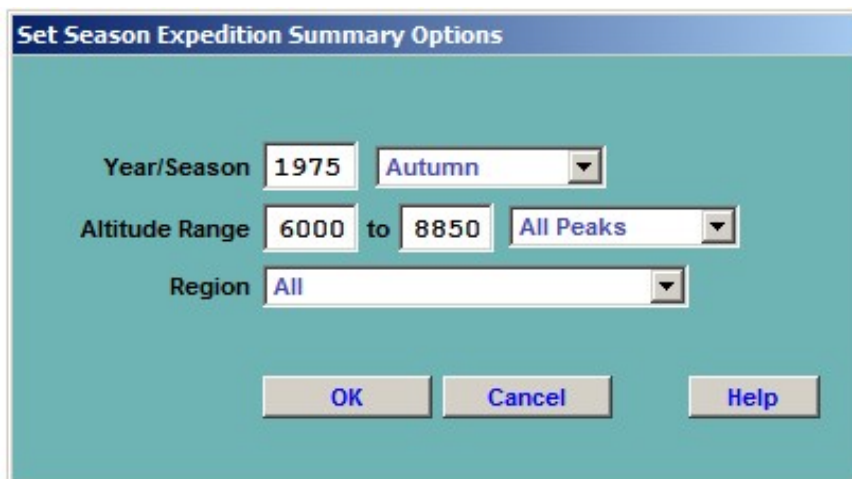 Set Season Expedition Summary Options
Year/Season 1975 Autumn
Altitude Range 6000 to 8850 All Peaks
Region All
OK Cancel Help